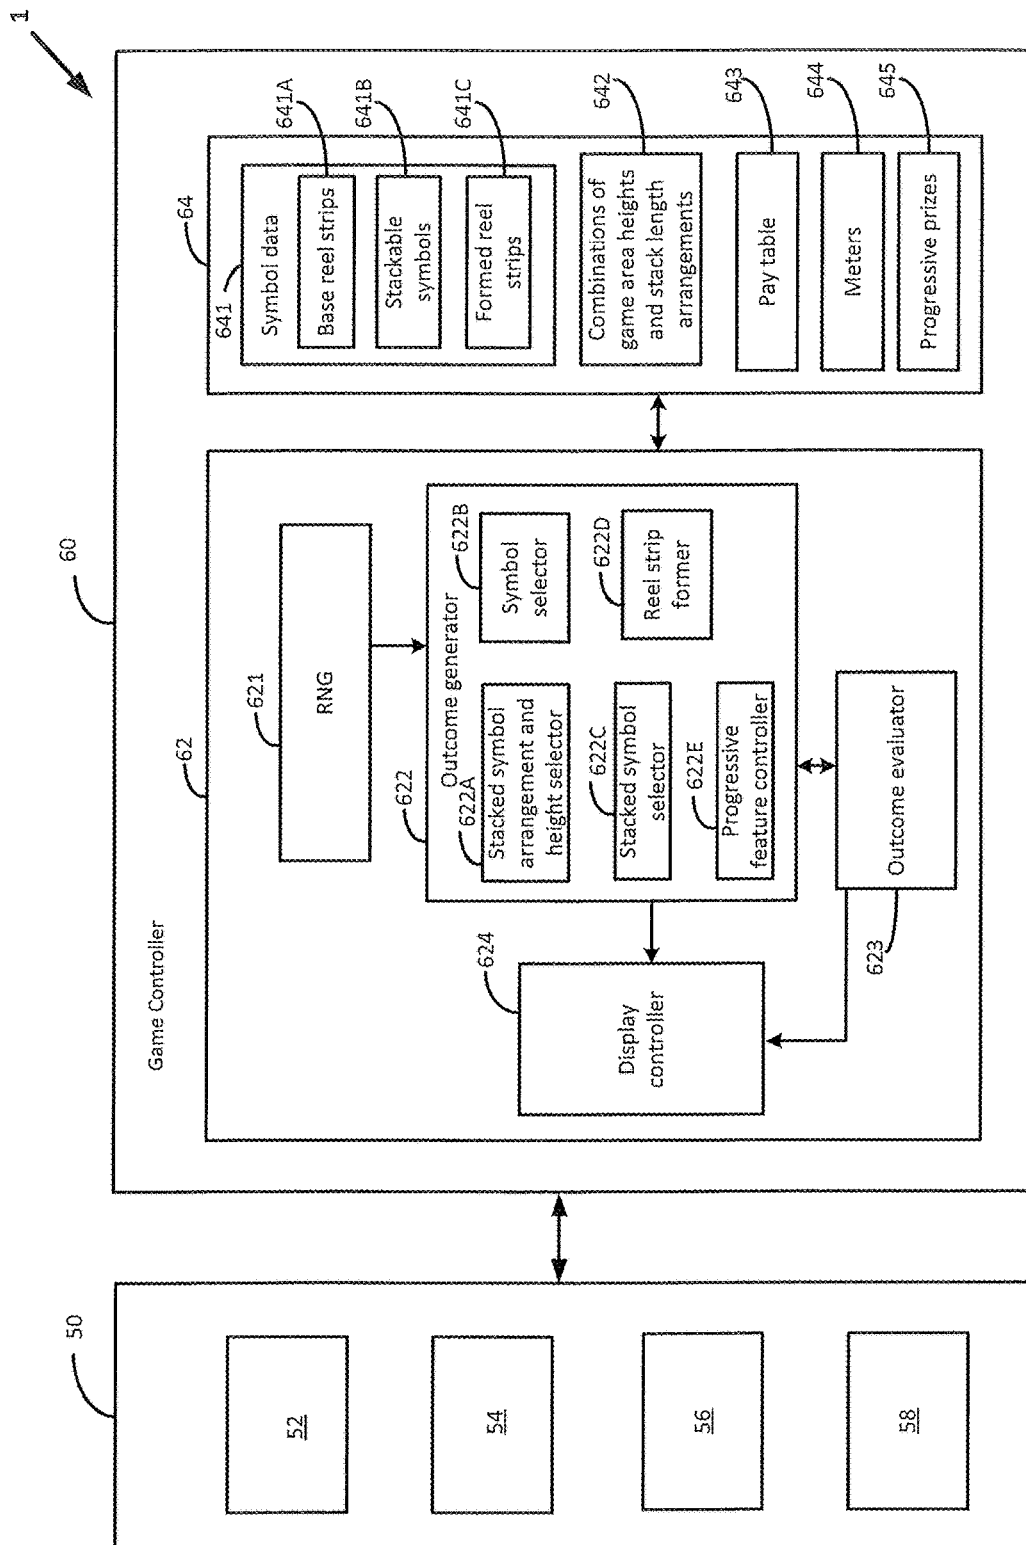 1
60
Game Controller
50
52
54
56
58
62
621
RNG
622
Outcome generator
622A
Stacked symbol
arrangement and
height selector
622B
Symbol
selector
622C
Stacked symbol
selector
622D
Reel strip
former
622E
Progressive
feature controller
624
Display
controller
623
Outcome evaluator
64
641
Symbol data
641A
Base reel strips
641B
Stackable
symbols
641C
Formed reel
strips
642
Combinations of
game area heights
and stack length
arrangements
643
Pay table
644
Meters
645
Progressive prizes